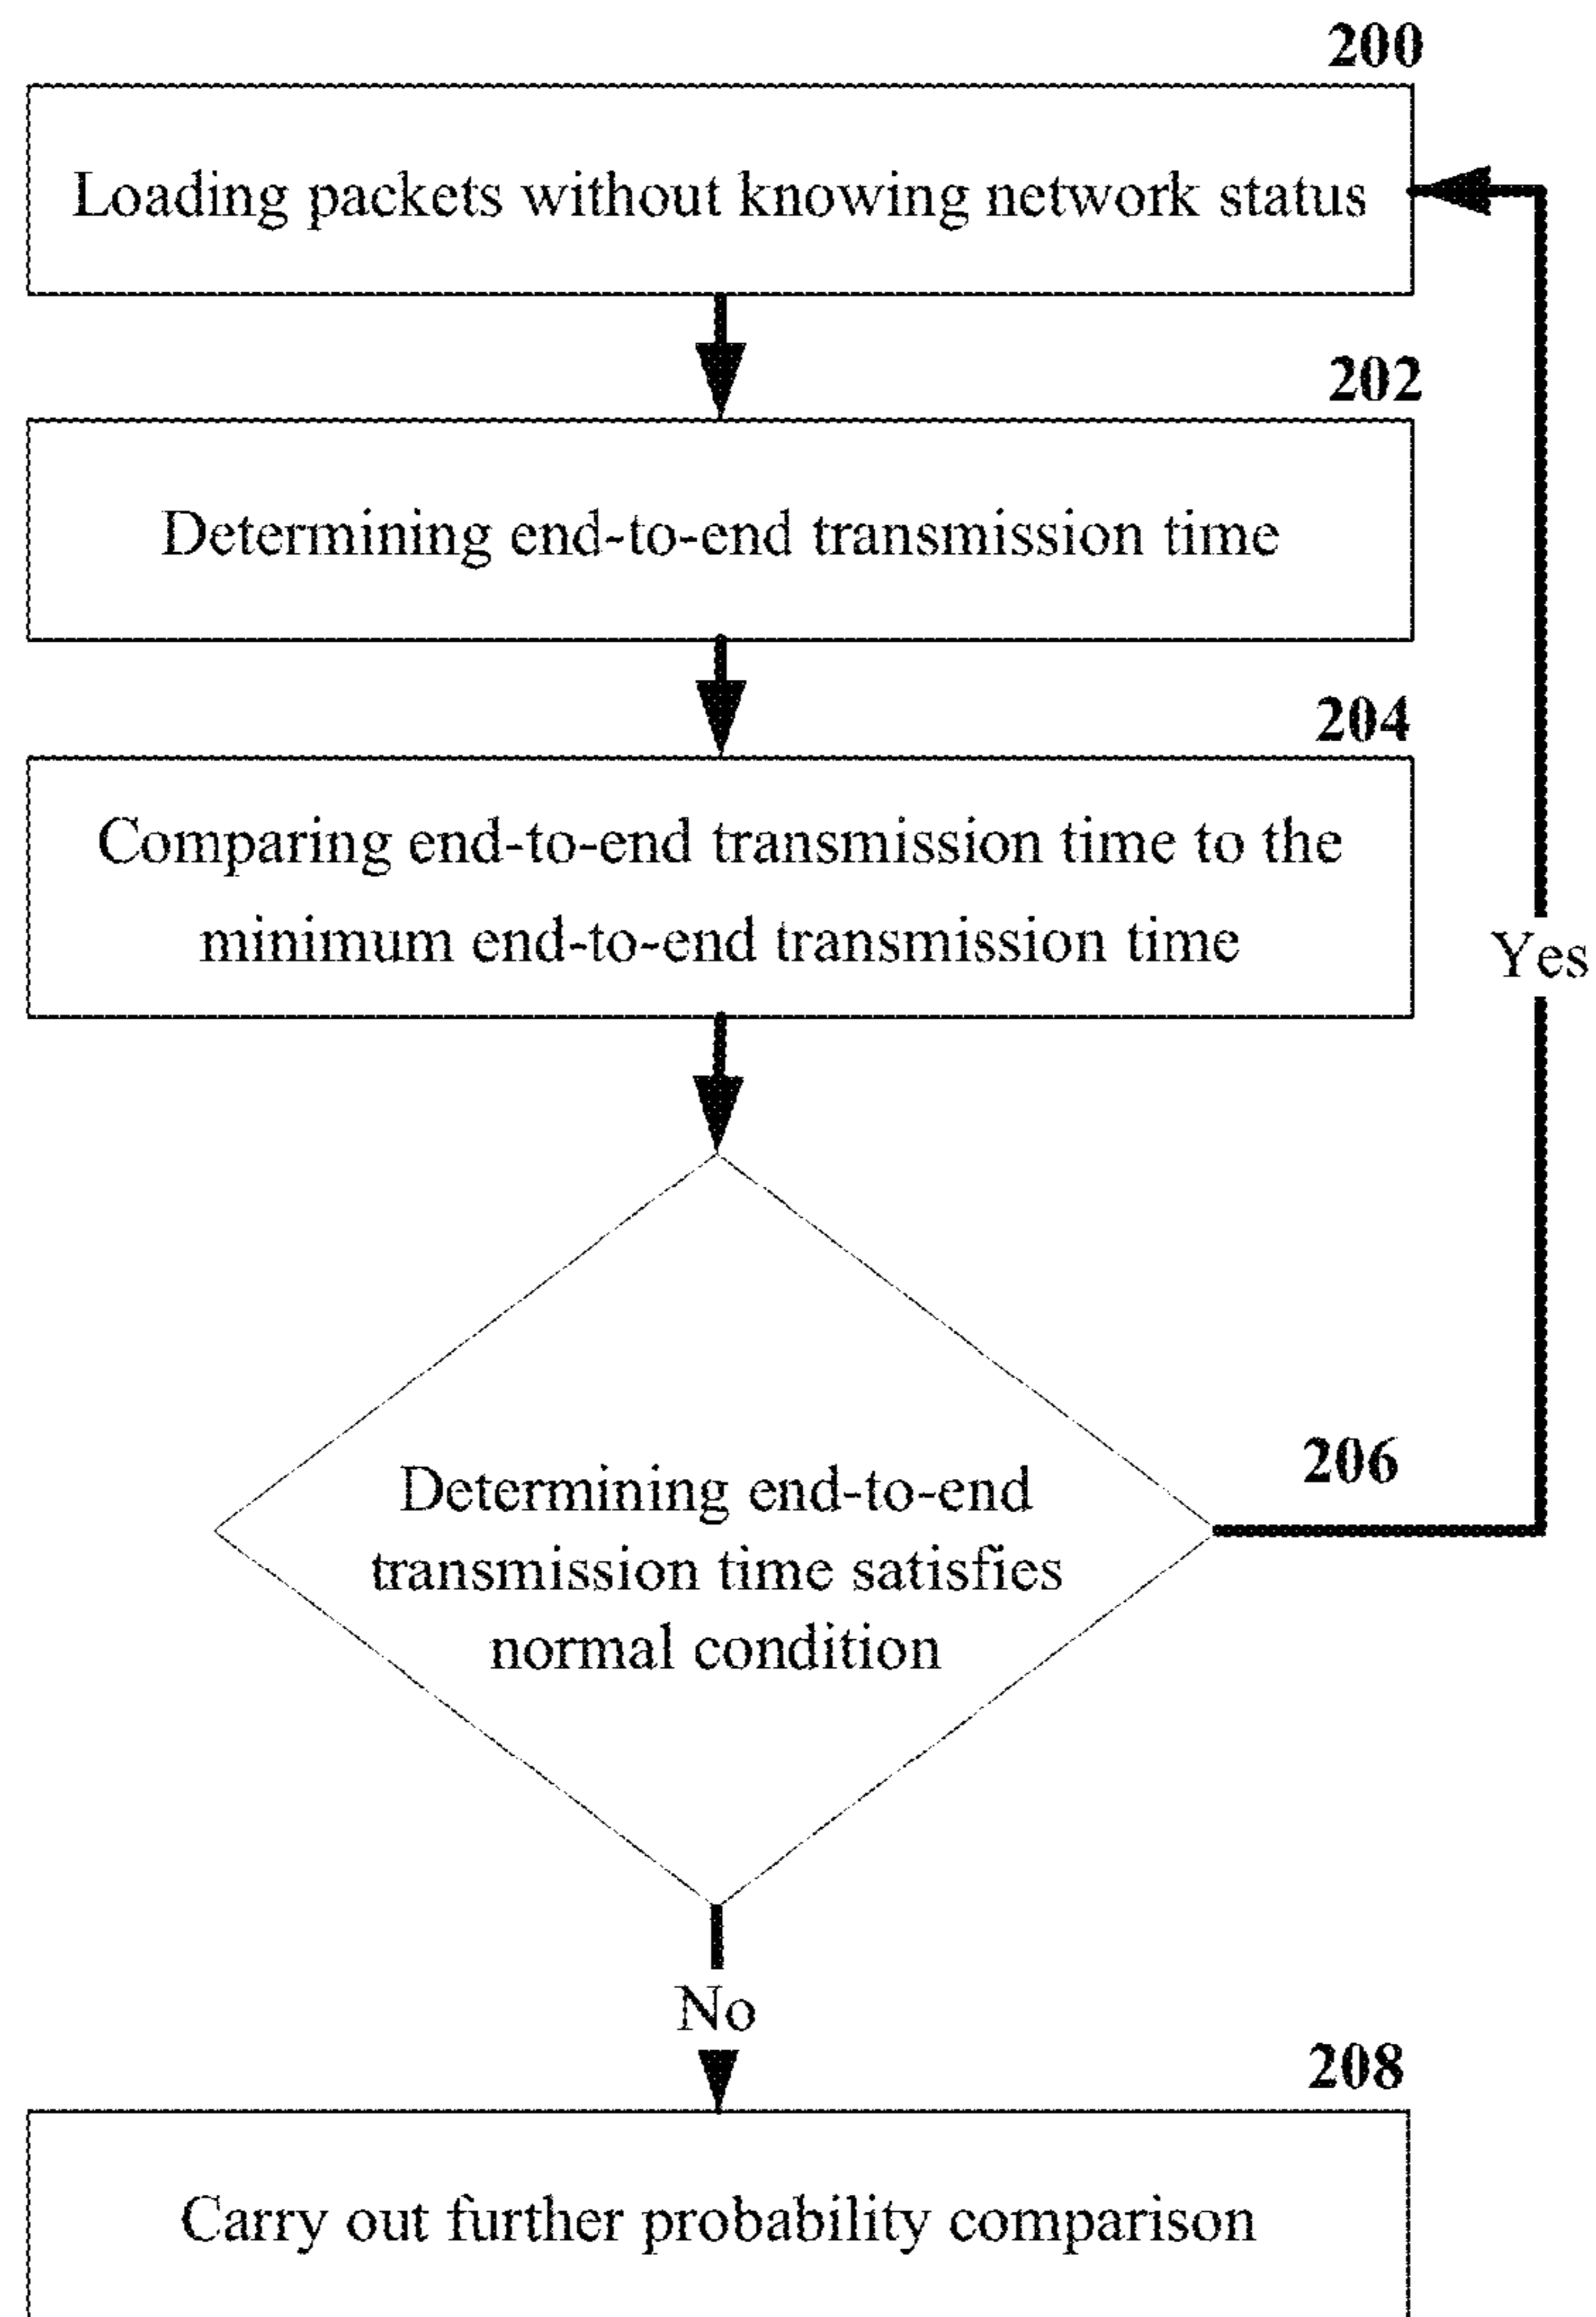 200
Loading packets without knowing network status
202
Determining end-to-end transmission time
204
Comparing end-to-end transmission time to the
minimum end-to-end transmission time
Yes
206
Determining end-to-end
transmission time satisfies
normal condition
No
208
Carry out further probability comparison